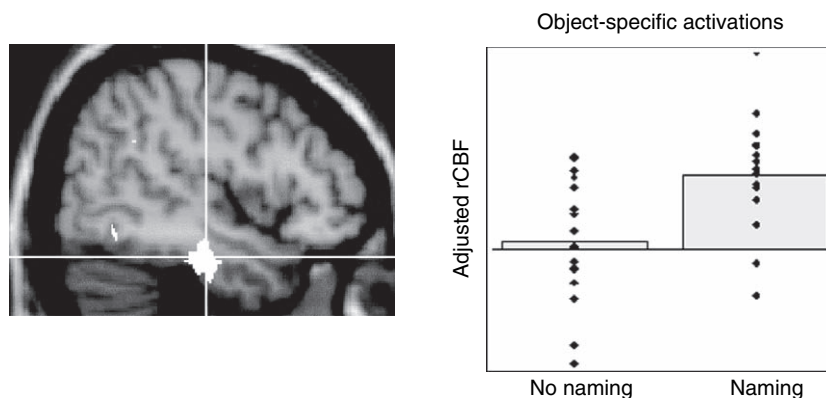 Object-specific activations
Adjusted rCBF
No naming
Naming